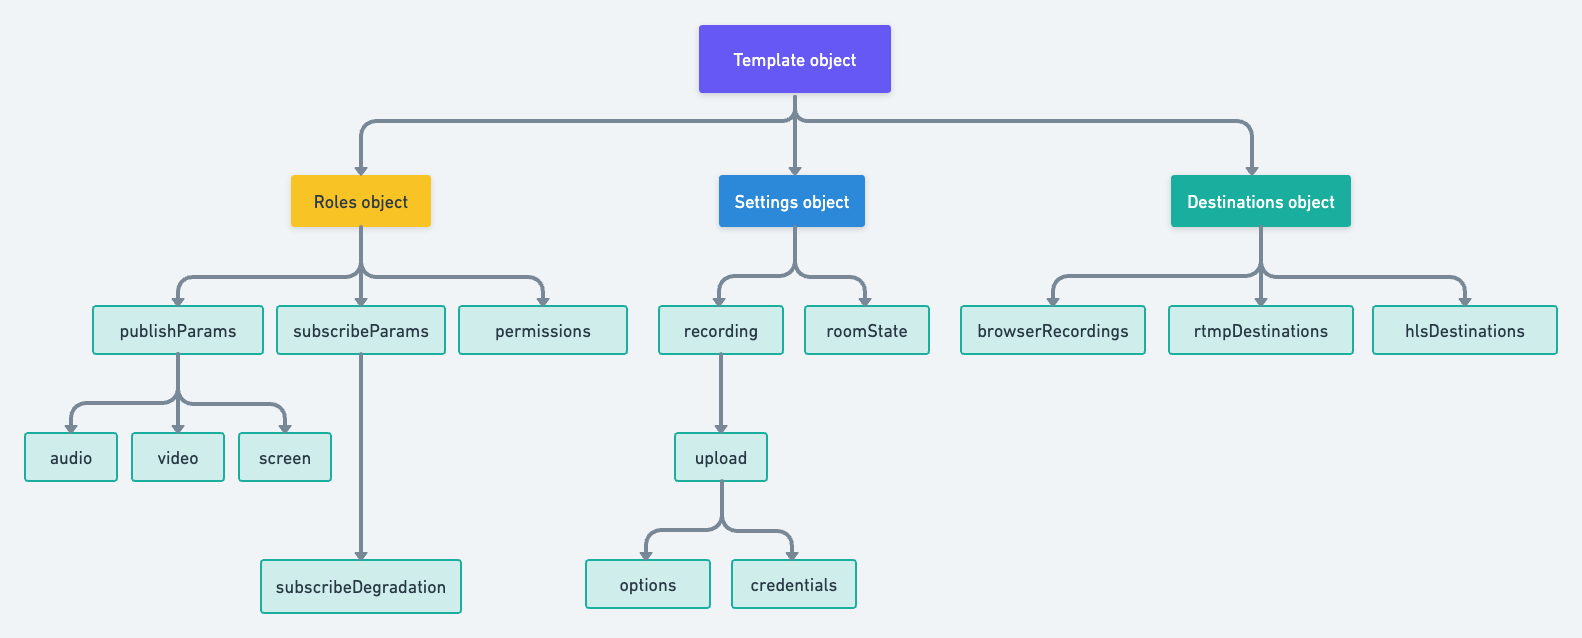 Template object
Roles object
Settings object
Destinations object
publishParams
subscribeParams
permissions
recording
roomState
browserRecordings
rtmpDestinations
hlsDestinations
audio
video
screen
upload
subscribeDegradation
options
credentials